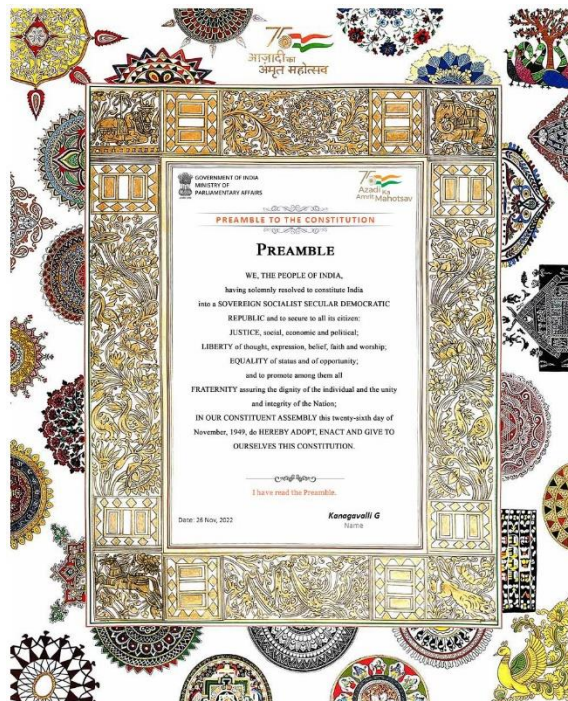 75
आज़ादी का
अमृत महोत्सव
GOVERNMENT OF INDIA
MINISTRY OF
PARLIAMENTARY AFFAIRS
75
Azadi Ka
Amrit Mahotsav
PREAMBLE TO THE CONSTITUTION
PREAMBLE
WE, THE PEOPLE OF INDIA,
having solemnly resolved to constitute India
into a SOVEREIGN SOCIALIST SECULAR DEMOCRATIC
REPUBLIC and to secure to all its citizen:
JUSTICE, social, economic and political;
LIBERTY of thought, expression, belief, faith and worship;
EQUALITY of status and of opportunity;
and to promote among them all
FRATERNITY assuring the dignity of the individual and the unity
and integrity of the Nation;
IN OUR CONSTITUENT ASSEMBLY this twenty-sixth day of
November, 1949, do HEREBY ADOPT, ENACT AND GIVE TO
OURSELVES THIS CONSTITUTION.
I have read the Preamble.
Date: 26 Nov, 2022
Kanagavalli G
Name